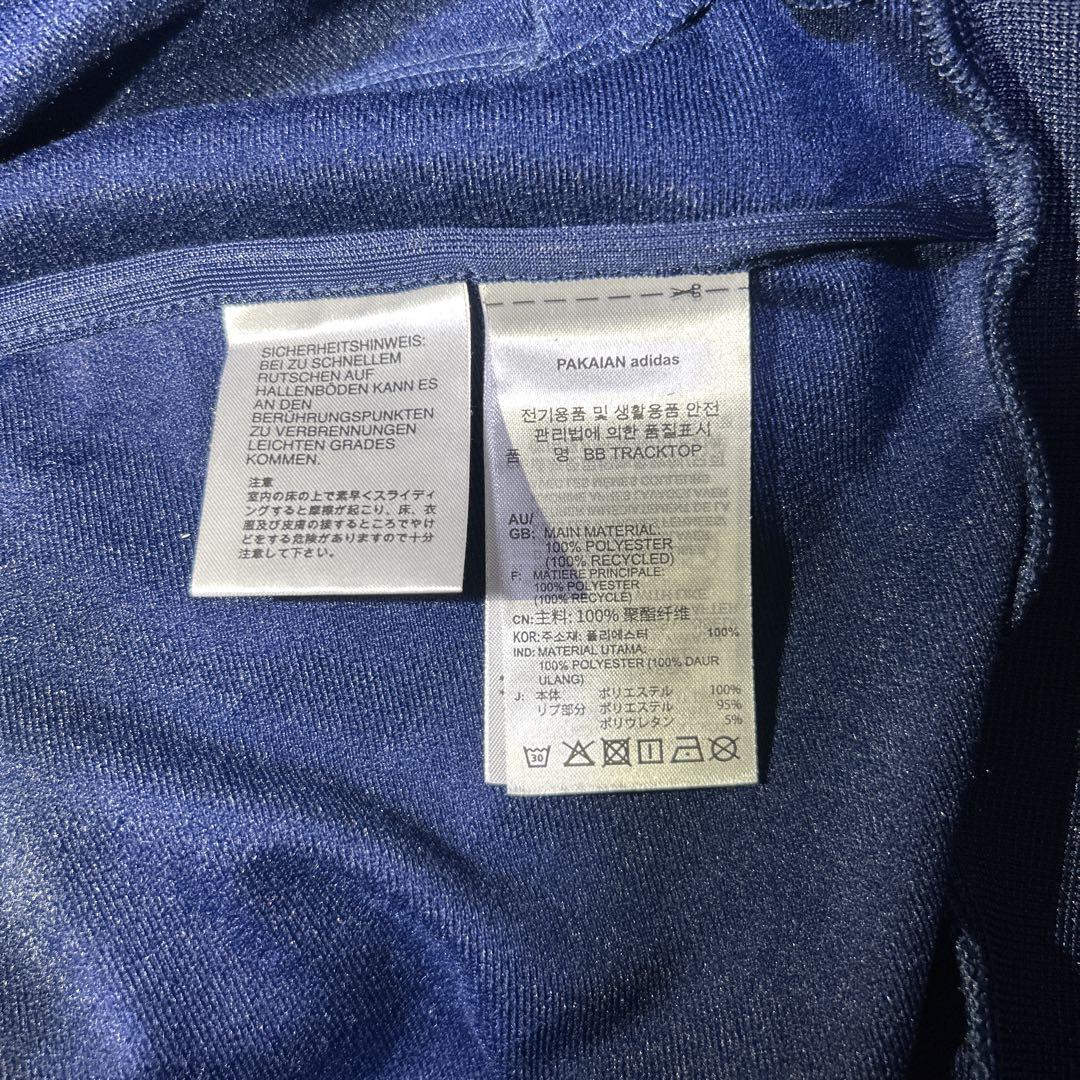 SICHERHEITSHINWEIS:
BEI ZU SCHNELLEM
RUTSCHEN AUF
HALLENBÖDEN KANN ES
AN DEN
BERÜHRUNGSPUNKTEN
ZU VERBRENNUNGEN
LEICHTEN GRADES
KOMMEN.
注意
室内の床の上で素早くスライディ
ングすると摩擦が起こり、床、衣
服及び皮膚の接するところでやけ
どをする危険がありますので十分
注意して下さい。
PAKAIAN adidas
전기용품 및 생활용품 안전
관리법에 의한 품질표시
품 명 BB TRACKTOP
AU/
GB: MAIN MATERIAL:
100% POLYESTER
(100% RECYCLED)
F: MATIERE PRINCIPALE:
100% POLYESTER
(100% RECYCLÉ)
CN: 主料: 100% 聚酯纤维
KOR: 주소재: 폴리에스터 100%
IND: MATERIAL UTAMA:
100% POLYESTER (100% DAUR
ULANG)
J: 本体 ポリエステル 100%
リブ部分 ポリエステル 95%
ポリウレタン 5%
30